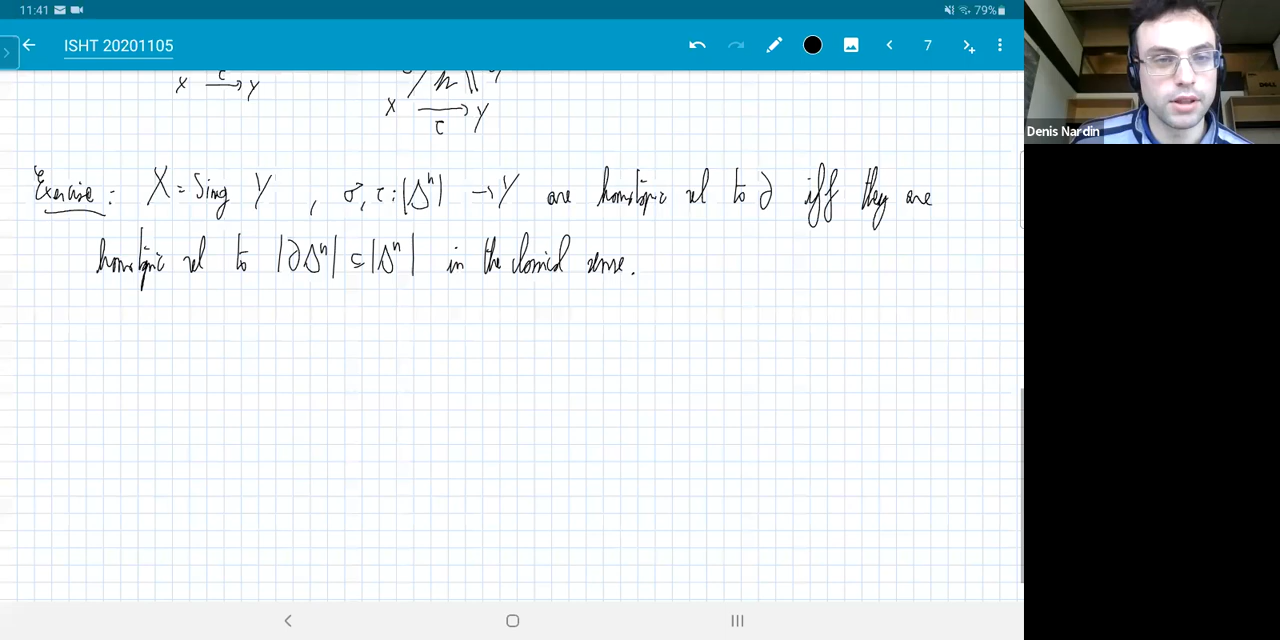 11:41 79%
ISHT 20201105 7
x τ→ y
x → y
τ
Denis Nardin
Exercise: X = Sing Y , σ, τ: |Δⁿ| → Y are homotopic rel to ∂ iff they are
homotopic rel to |∂Δⁿ| ⊆ |Δⁿ| in the classical sense.